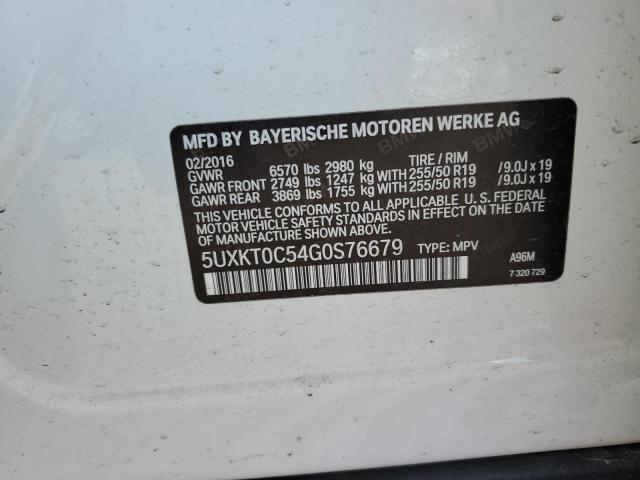 MFD BY BAYERISCHE MOTOREN WERKE AG
02/2016
GVWR 6570 lbs 2980 kg TIRE / RIM
GAWR FRONT 2749 lbs 1247 kg WITH 255/50 R19 /9.0J x 19
GAWR REAR 3869 lbs 1755 kg WITH 255/50 R19 /9.0J x 19
THIS VEHICLE CONFORMS TO ALL APPLICABLE U. S. FEDERAL
MOTOR VEHICLE SAFETY STANDARDS IN EFFECT ON THE DATE
OF MANUFACTURE SHOWN ABOVE.
5UXKT0C54G0S76679 TYPE: MPV
A96M
7 320 729